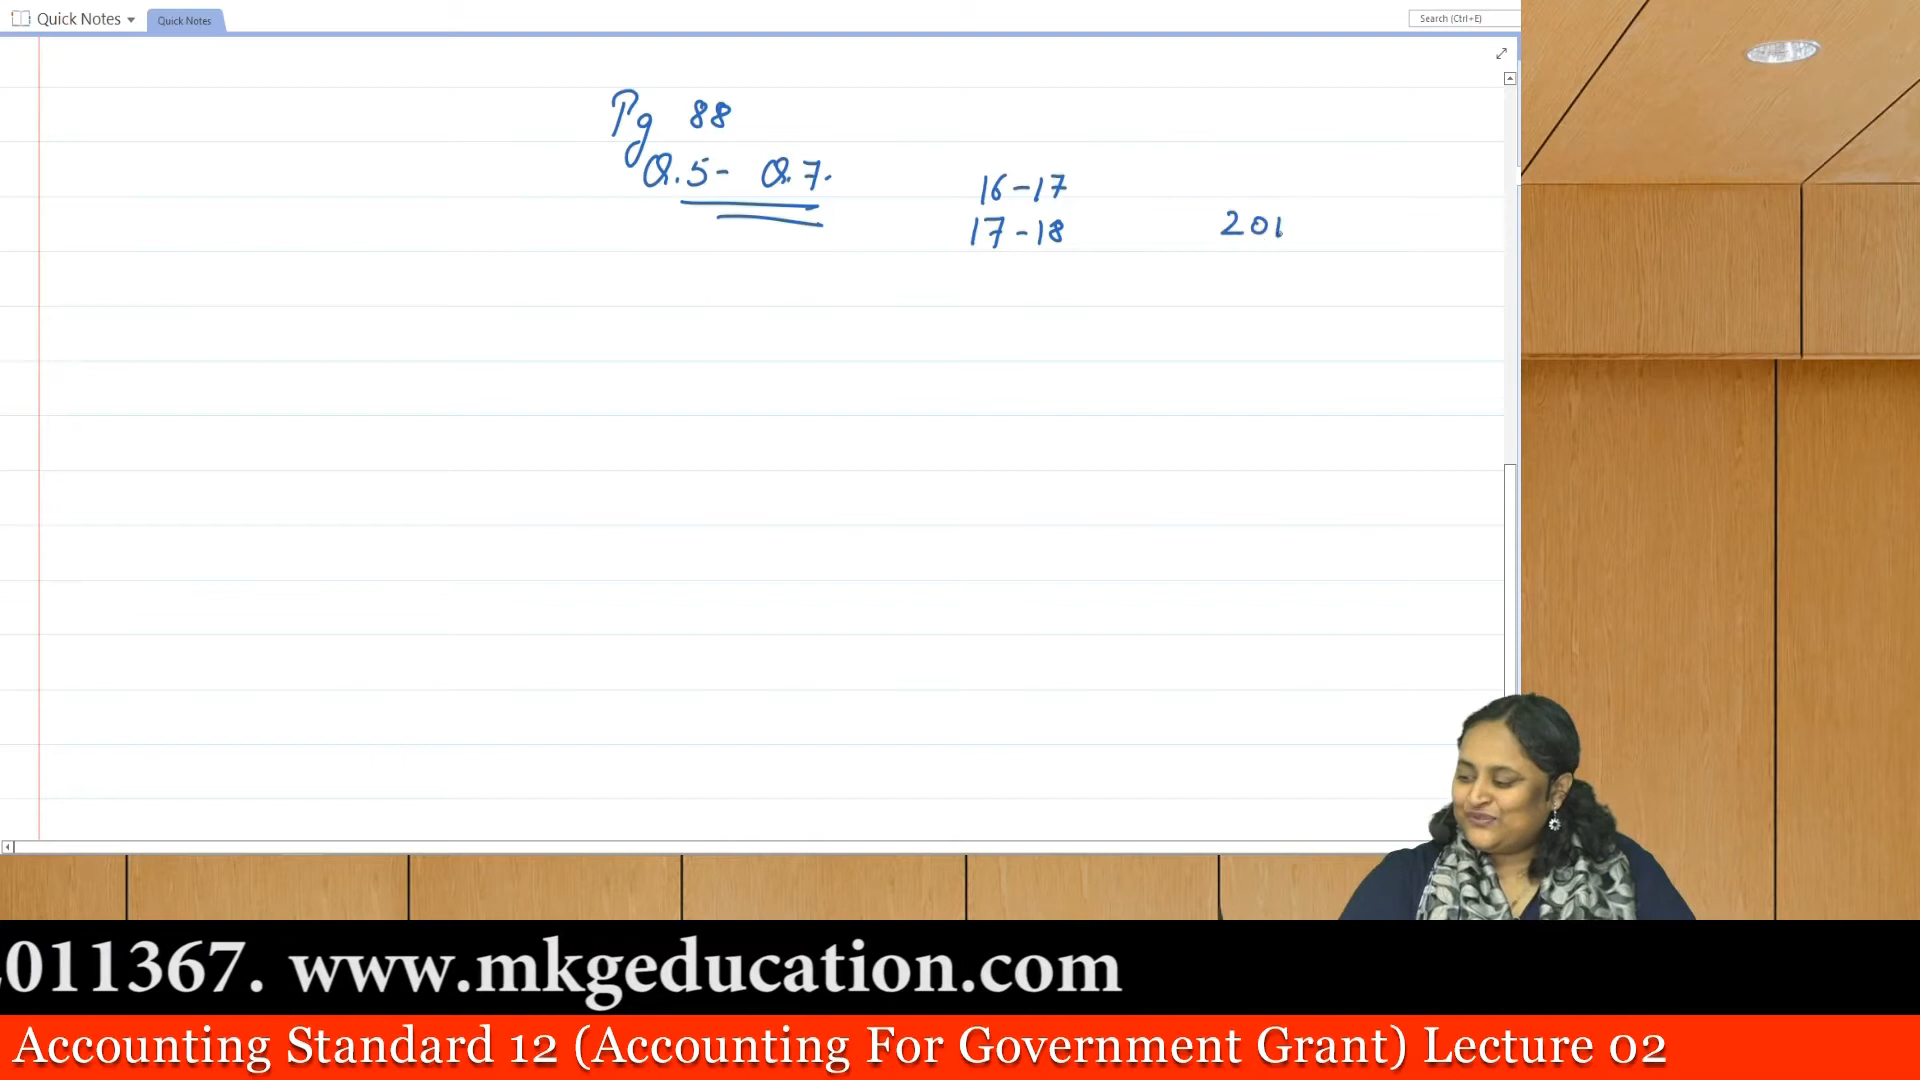 Quick Notes
Quick Notes
Search (Ctrl+E)
Pg 88
Q.5- Q.7.
16-17
17-18
201
011367. www.mkgeducation.com
Accounting Standard 12 (Accounting For Government Grant) Lecture 02